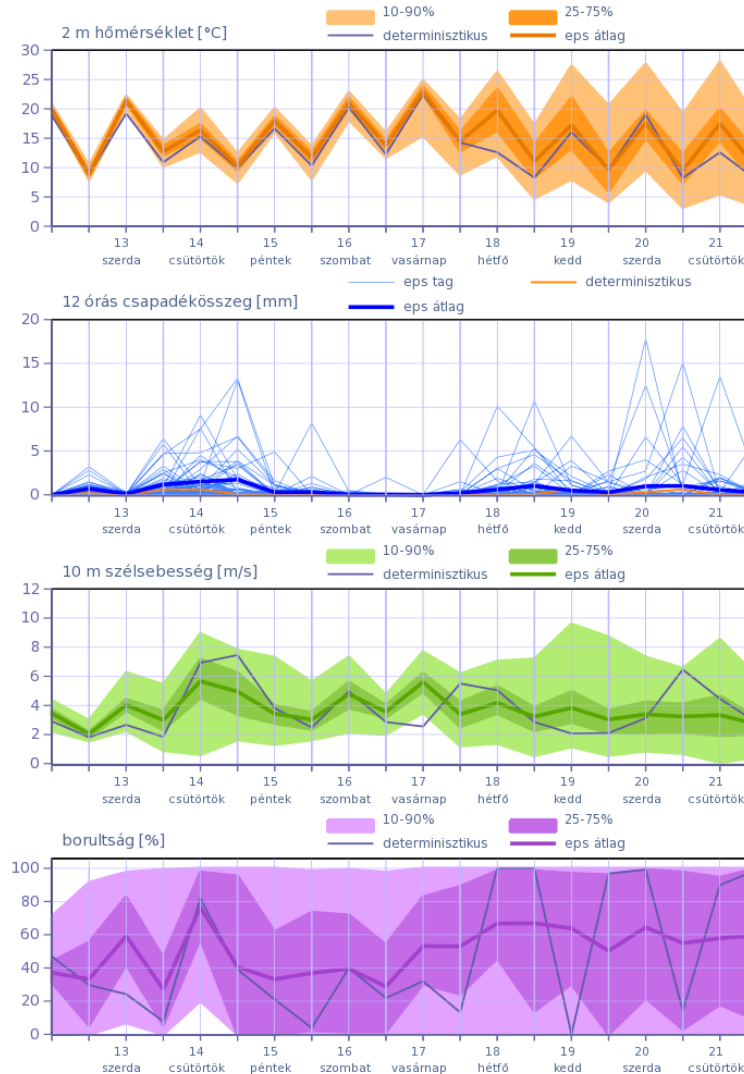 2 m hőmérséklet [°C]
10-90%
25-75%
determinisztikus
eps átlag
30
25
20
15
10
5
0
13 14 15 16 17 18 19 20 21
szerda csütörtök péntek szombat vasárnap hétfő kedd szerda csütörtök
eps tag
determinisztikus
12 órás csapadékösszeg [mm]
eps átlag
20
15
10
5
0
13 14 15 16 17 18 19 20 21
szerda csütörtök péntek szombat vasárnap hétfő kedd szerda csütörtök
10-90%
25-75%
10 m szélsebesség [m/s]
determinisztikus
eps átlag
12
10
8
6
4
2
0
13 14 15 16 17 18 19 20 21
szerda csütörtök péntek szombat vasárnap hétfő kedd szerda csütörtök
10-90%
25-75%
borultság [%]
determinisztikus
eps átlag
100
80
60
40
20
0
13 14 15 16 17 18 19 20 21
szerda csütörtök péntek szombat vasárnap hétfő kedd szerda csütörtök